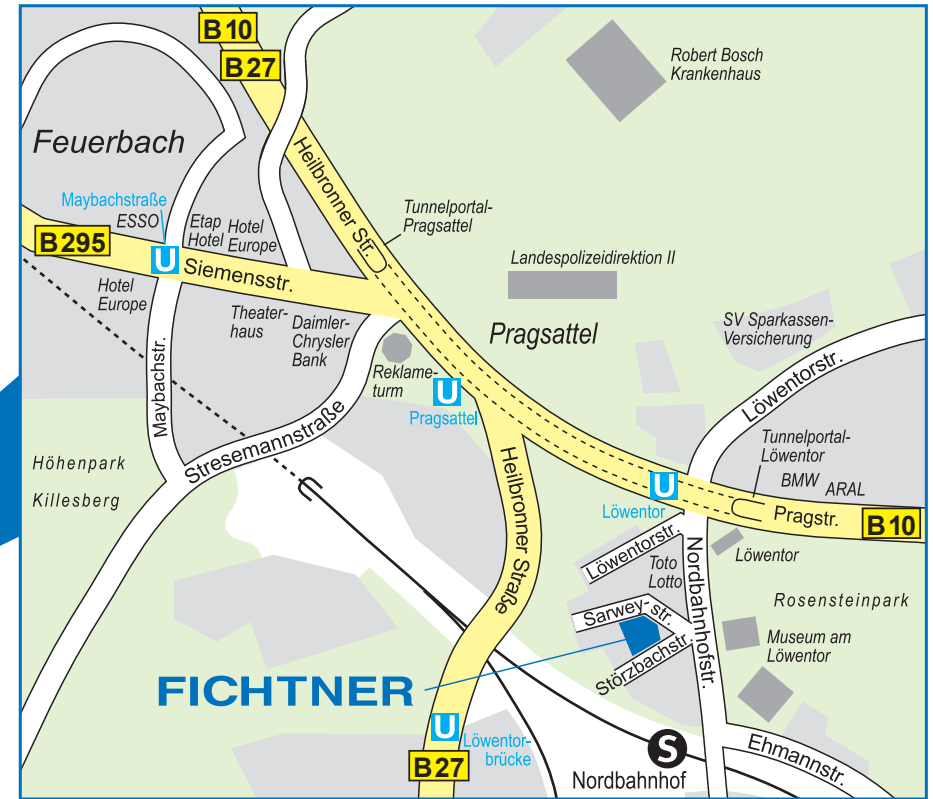 B10
B27
Robert Bosch
Krankenhaus
Feuerbach
Heilbronner Str.
Maybachstraße
ESSO
Etap
Hotel
Hotel
Europe
Tunnelportal-
Pragsattel
B295
Siemensstr.
Landespolizeidirektion II
Hotel
Europe
Theater-
haus
Daimler-
Chrysler
Bank
Pragsattel
SV Sparkassen-
Versicherung
U
Reklame-
turm
U
Pragsattel
Maybachstr.
Löwentorstr.
Stresemannstraße
Tunnelportal-
Löwentor
BMW
ARAL
Höhenpark
Killesberg
Heilbronner Straße
U
Löwentor
Pragstr.
B10
Löwentorstr.
Toto
Lotto
Nordbahnhofstr.
Löwentor
Rosensteinpark
Sarwey-str.
Störzbachstr.
Museum am
Löwentor
FICHTNER
U
Löwentor-
brücke
B27
S
Nordbahnhof
Ehmannstr.